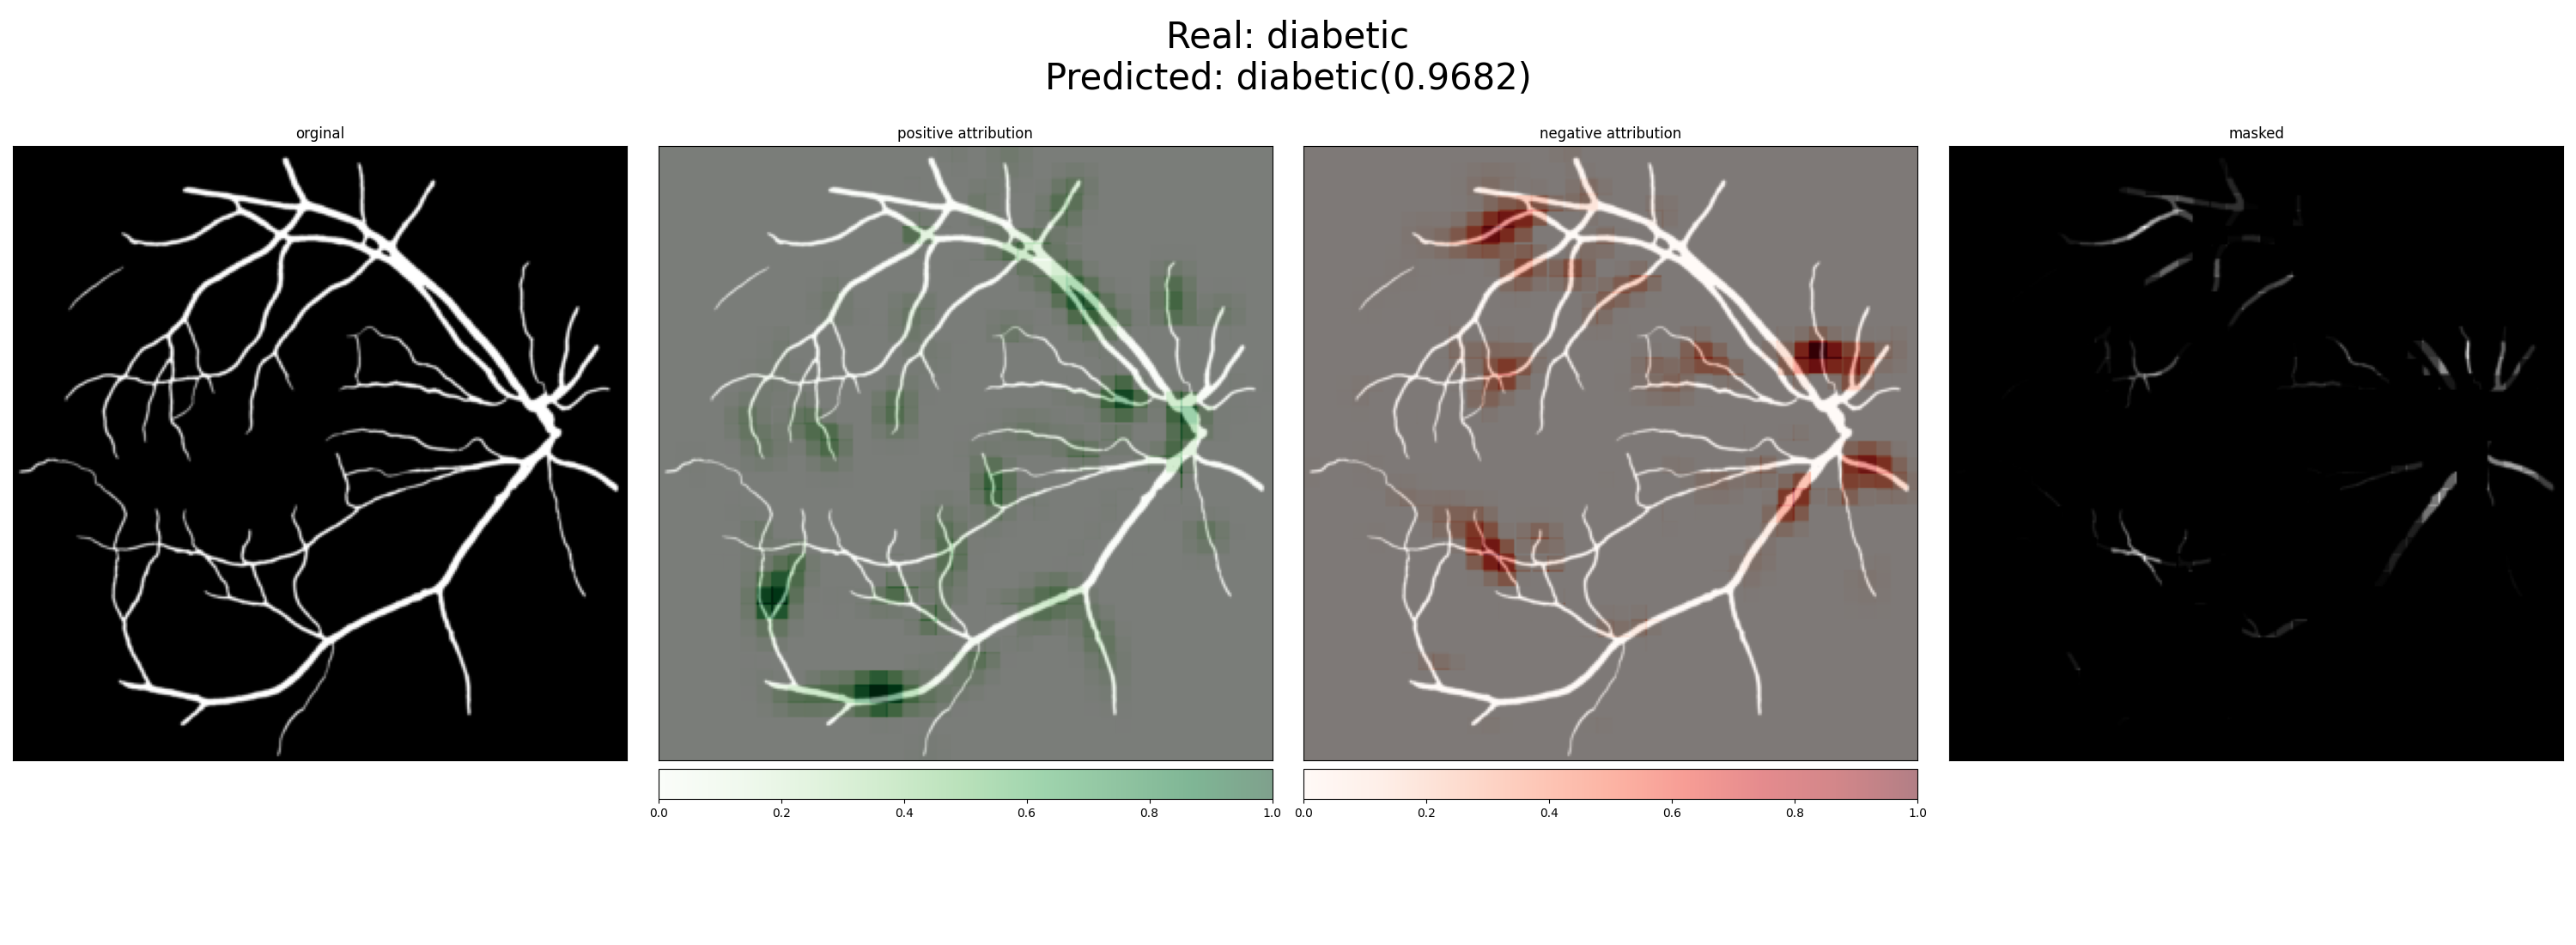 Real: diabetic
Predicted: diabetic(0.9682)
orginal
positive attribution
negative attribution
masked
0.0 0.2 0.4 0.6 0.8 1.0
0.0 0.2 0.4 0.6 0.8 1.0